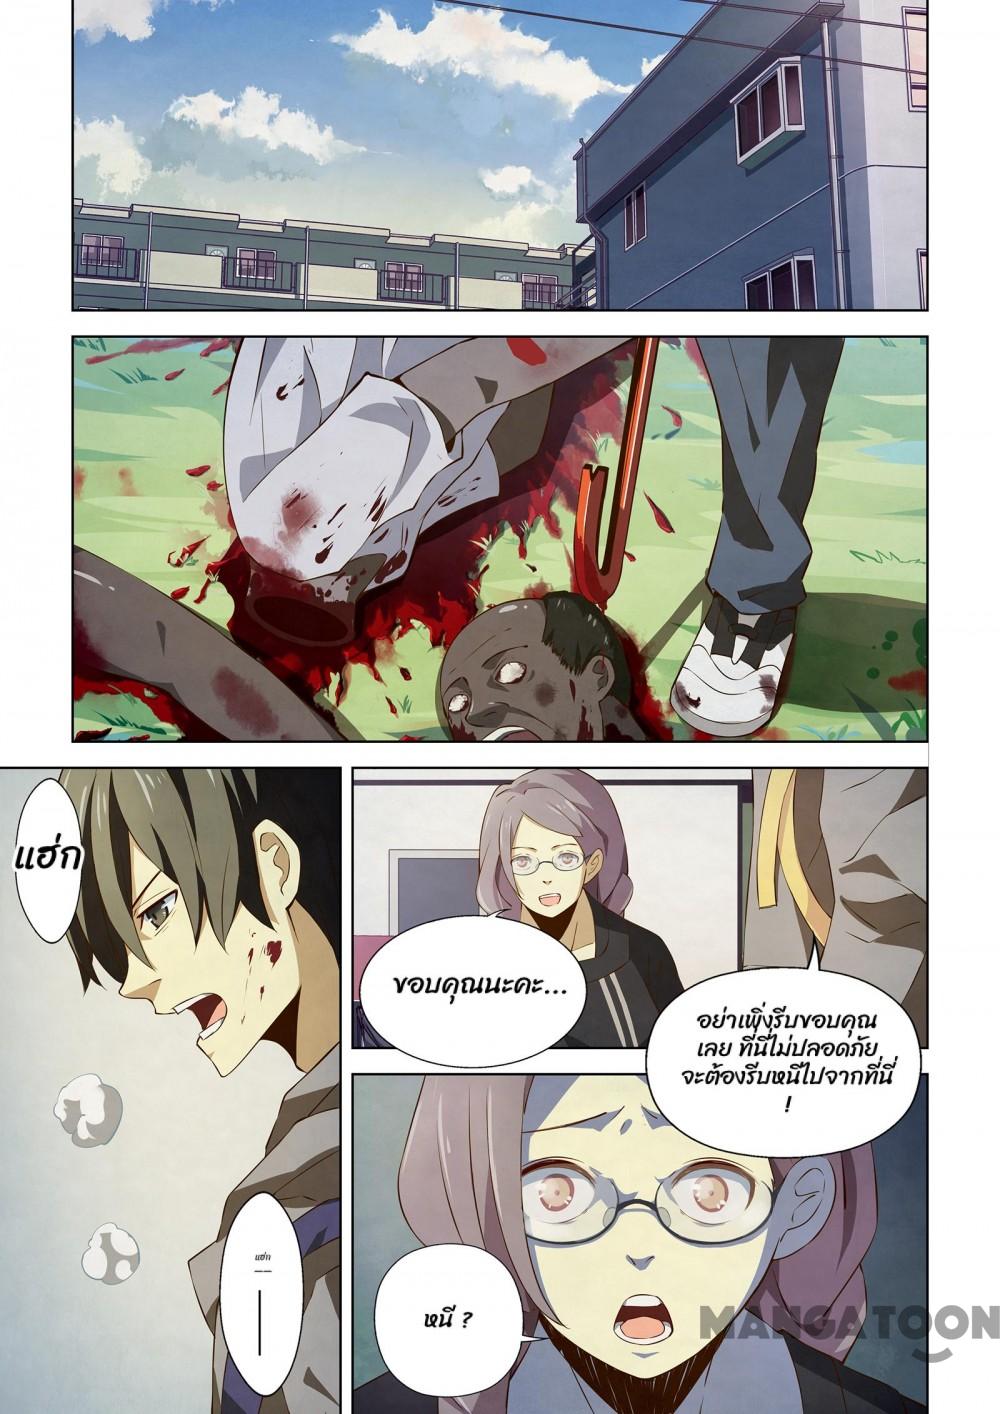 แฮ่ก
ขอบคุณนะคะ...
อย่าเพิ่งรีบขอบคุณ
เลย ที่นี่ไม่ปลอดภัย
จะต้องรีบหนีไปจากที่นี่
!
แฮ่ก
หนี ?
MANGATOON